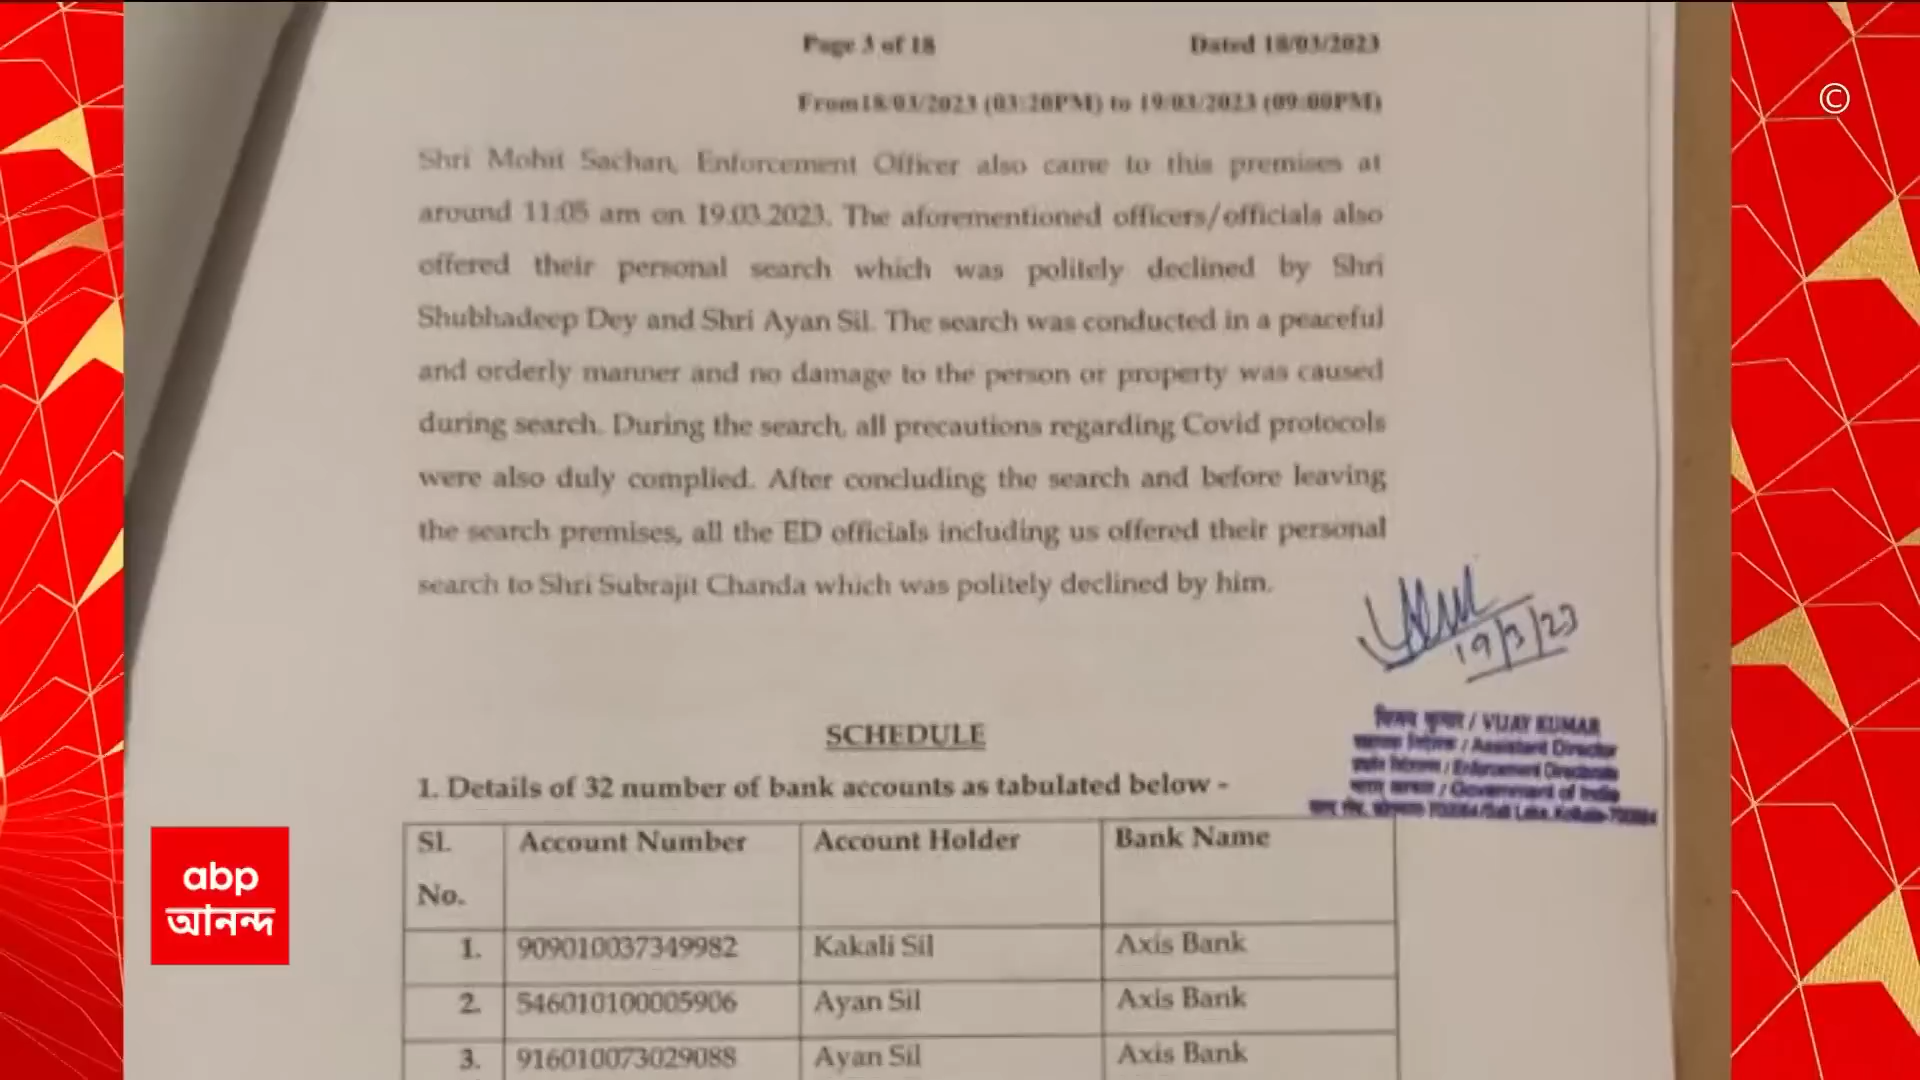 Page 3 of 18 Dated 18/03/2023
From18/03/2023 (03:20PM) to 19/03/2023 (09:00PM)
©
Shri Mohit Sachan, Enforcement Officer also came to this premises at
around 11:05 am on 19.03.2023. The aforementioned officers/officials also
offered their personal search which was politely declined by Shri
Shubhadeep Dey and Shri Ayan Sil. The search was conducted in a peaceful
and orderly manner and no damage to the person or property was caused
during search. During the search, all precautions regarding Covid protocols
were also duly complied. After concluding the search and before leaving
the search premises, all the ED officials including us offered their personal
search to Shri Subrajit Chanda which was politely declined by him.
19/3/23
विजय कुमार / VIJAY KUMAR
/ Assistant Director
/ Enforcement Directorate
भारत सरकार / Government of India
Salt Lake, Kolkata-700064
SCHEDULE
1. Details of 32 number of bank accounts as tabulated below -
Sl. No. Account Number Account Holder Bank Name
1. 909010037349982 Kakali Sil Axis Bank
2. 546010100005906 Ayan Sil Axis Bank
3. 916010073029088 Ayan Sil Axis Bank
abp
আনন্দ